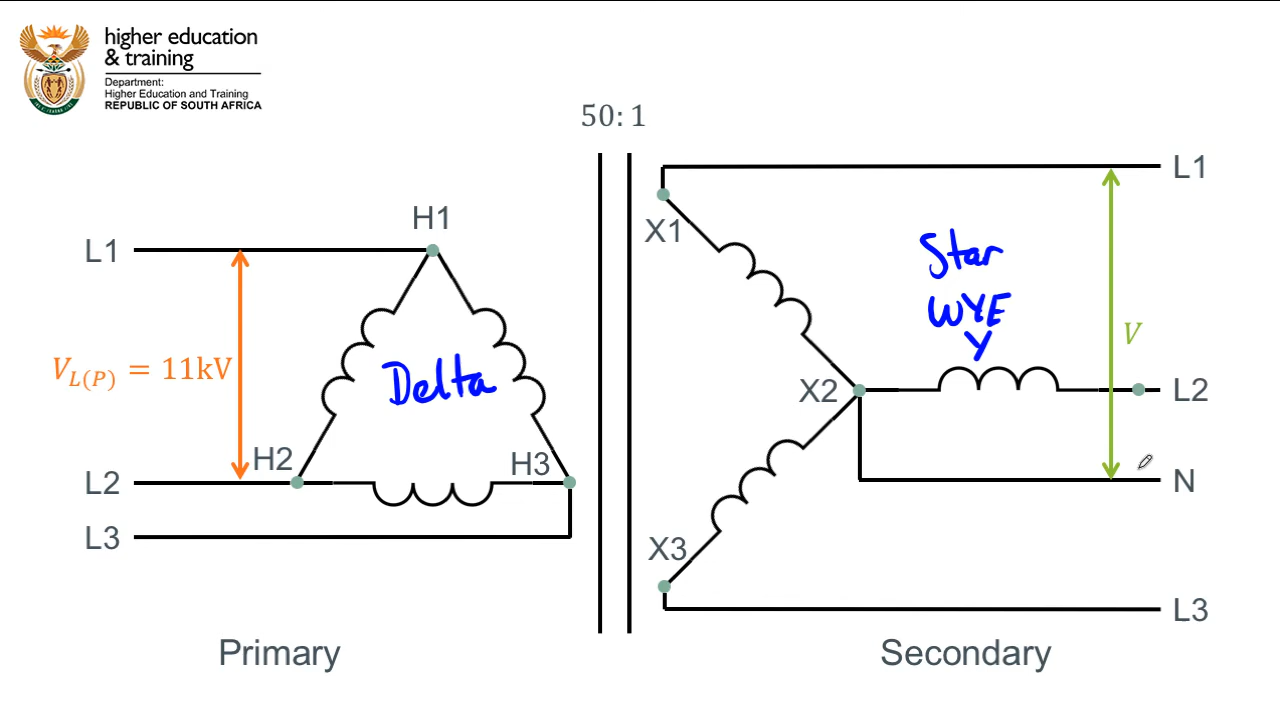 higher education
& training
Department:
Higher Education and Training
REPUBLIC OF SOUTH AFRICA
50:1
L1
H1
X1
L1
Star
WYE
Y
V_{L(P)} = 11kV
Delta
V
X2
L2
H2
H3
L2
N
L3
X3
L3
Primary
Secondary